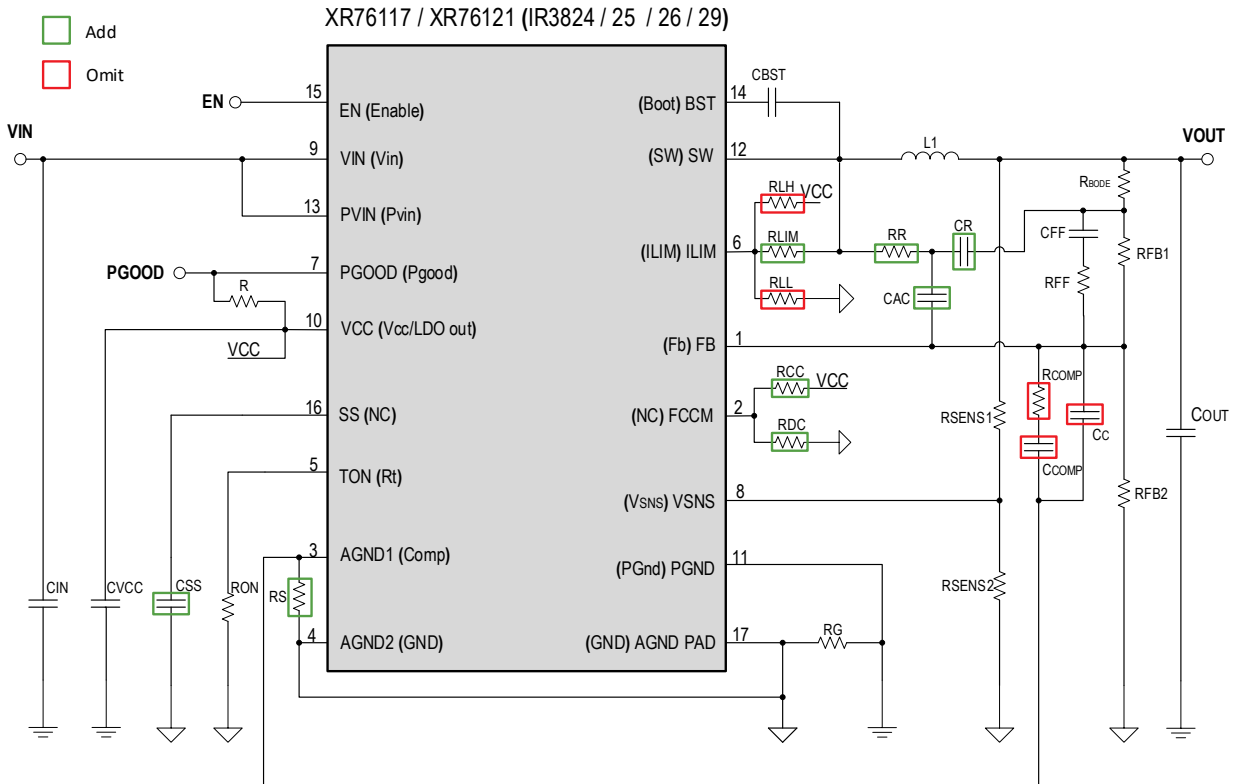 XR76117 / XR76121 (IR3824 / 25 / 26 / 29)
Add
Omit
EN
15
EN (Enable)
VIN
9
VIN (Vin)
13
PVIN (Pvin)
PGOOD
7
PGOOD (Pgood)
R
10
VCC (Vcc/LDO out)
VCC
16
SS (NC)
5
TON (Rt)
3
AGND1 (Comp)
RS
4
AGND2 (GND)
CIN
CVCC
CSS
RON
CBST
14
(Boot) BST
12
(SW) SW
L1
VOUT
RBODE
RLH
VCC
6
(ILIM) ILIM
RLIM
RR
CR
CFF
RFB1
RLL
CAC
RFF
1
(Fb) FB
RCC
VCC
2
(NC) FCCM
RDC
RCOMP
CC
CCOMP
RSENS1
COUT
8
(VSNS) VSNS
RFB2
11
(PGnd) PGND
RSENS2
17
(GND) AGND PAD
RG